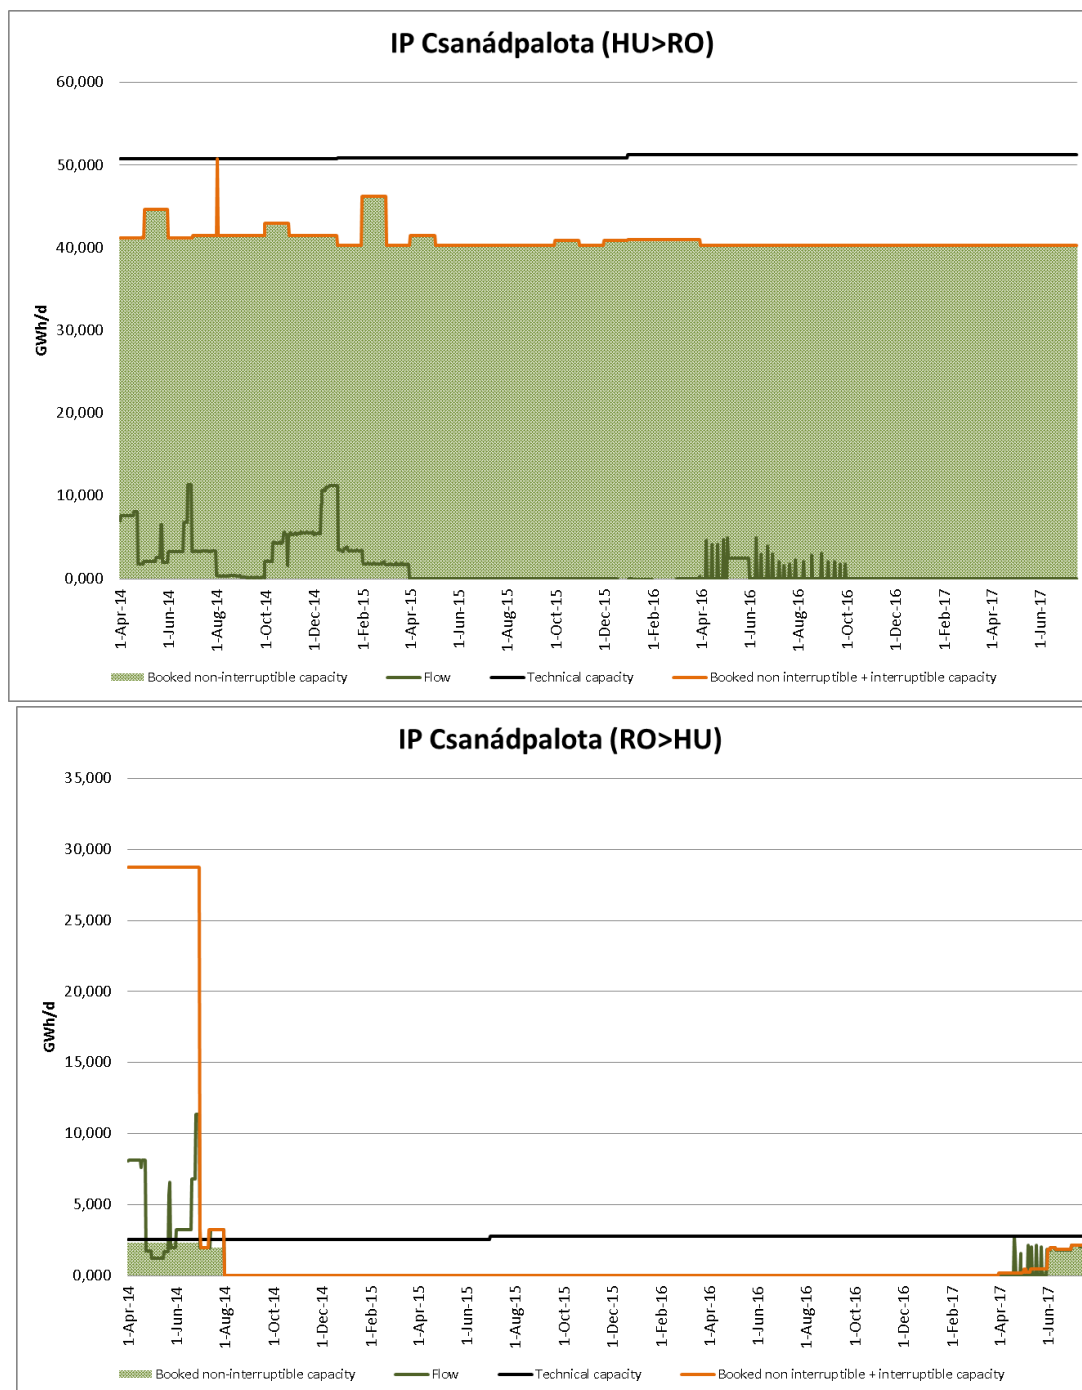 IP Csanádpalota (HU>RO)
60,000
50,000
40,000
30,000
20,000
10,000
0,000
GWh/d
1-Apr-14
1-Jun-14
1-Aug-14
1-Oct-14
1-Dec-14
1-Feb-15
1-Apr-15
1-Jun-15
1-Aug-15
1-Oct-15
1-Dec-15
1-Feb-16
1-Apr-16
1-Jun-16
1-Aug-16
1-Oct-16
1-Dec-16
1-Feb-17
1-Apr-17
1-Jun-17
Booked non-interruptible capacity Flow Technical capacity Booked non interruptible + interruptible capacity
IP Csanádpalota (RO>HU)
35,000
30,000
25,000
20,000
15,000
10,000
5,000
0,000
GWh/d
1-Apr-14
1-Jun-14
1-Aug-14
1-Oct-14
1-Dec-14
1-Feb-15
1-Apr-15
1-Jun-15
1-Aug-15
1-Oct-15
1-Dec-15
1-Feb-16
1-Apr-16
1-Jun-16
1-Aug-16
1-Oct-16
1-Dec-16
1-Feb-17
1-Apr-17
1-Jun-17
Booked non-interruptible capacity Flow Technical capacity Booked non interruptible + interruptible capacity